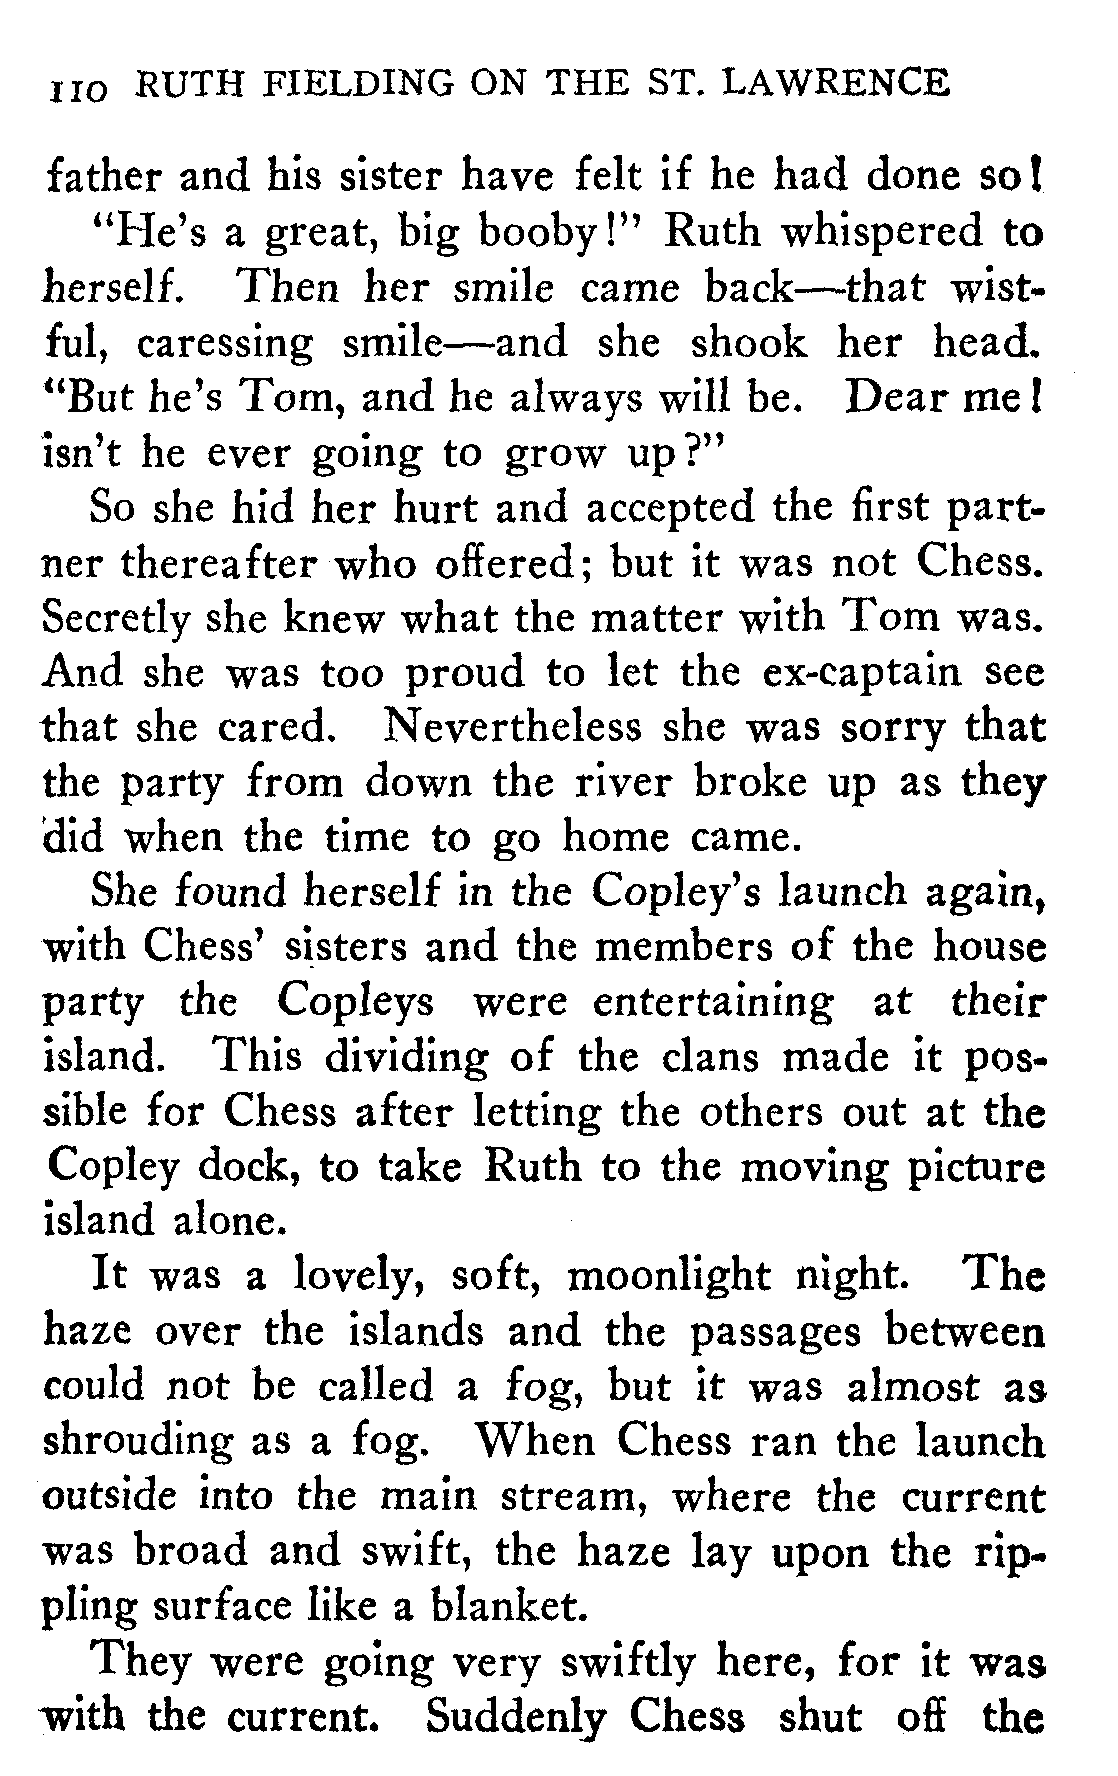 110 RUTH FIELDING ON THE ST. LAWRENCE
father and his sister have felt if he had done so!
"He's a great, big booby!" Ruth whispered to
herself. Then her smile came back—that wist-
ful, caressing smile—and she shook her head.
"But he's Tom, and he always will be. Dear me!
isn't he ever going to grow up?"
So she hid her hurt and accepted the first part-
ner thereafter who offered; but it was not Chess.
Secretly she knew what the matter with Tom was.
And she was too proud to let the ex-captain see
that she cared. Nevertheless she was sorry that
the party from down the river broke up as they
did when the time to go home came.
She found herself in the Copley's launch again,
with Chess' sisters and the members of the house
party the Copleys were entertaining at their
island. This dividing of the clans made it pos-
sible for Chess after letting the others out at the
Copley dock, to take Ruth to the moving picture
island alone.
It was a lovely, soft, moonlight night. The
haze over the islands and the passages between
could not be called a fog, but it was almost as
shrouding as a fog. When Chess ran the launch
outside into the main stream, where the current
was broad and swift, the haze lay upon the rip-
pling surface like a blanket.
They were going very swiftly here, for it was
with the current. Suddenly Chess shut off the